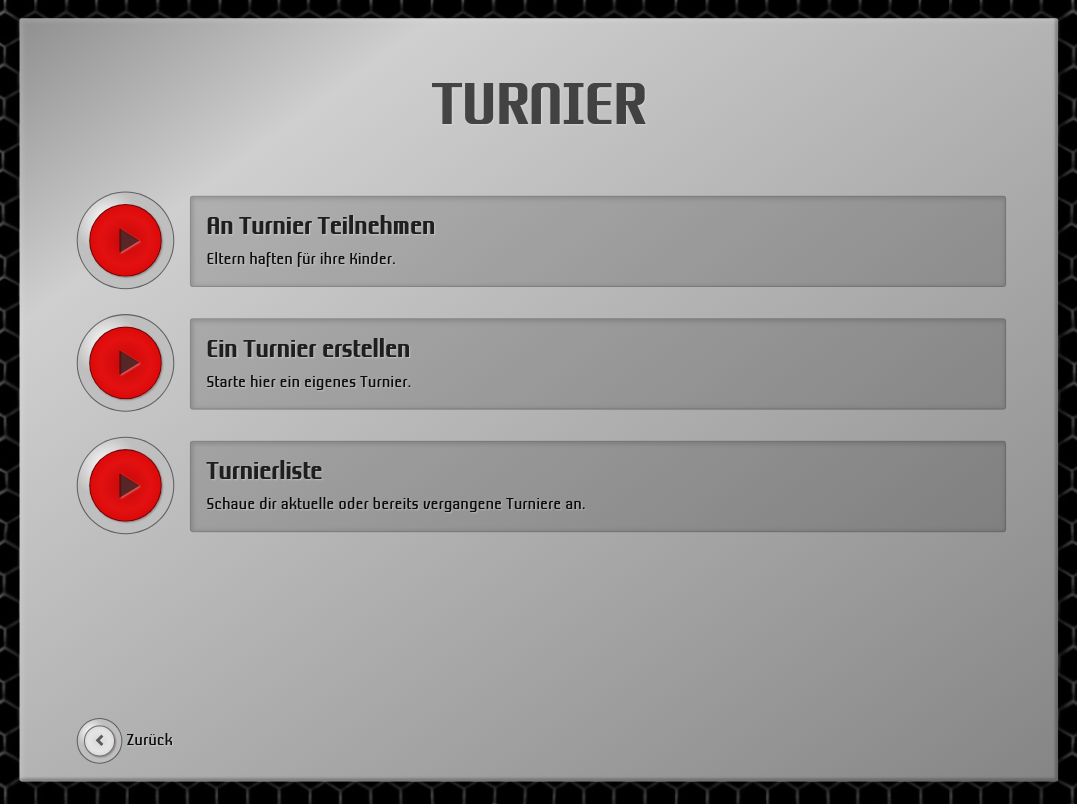 TURNIER
An Turnier Teilnehmen
Eltern haften für ihre Kinder.
Ein Turnier erstellen
Starte hier ein eigenes Turnier.
Turnierliste
Schaue dir aktuelle oder bereits vergangene Turniere an.
Zurück